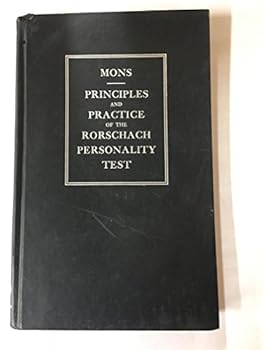 MONS
PRINCIPLES
AND
PRACTICE
OF THE
RORSCHACH
PERSONALITY
TEST